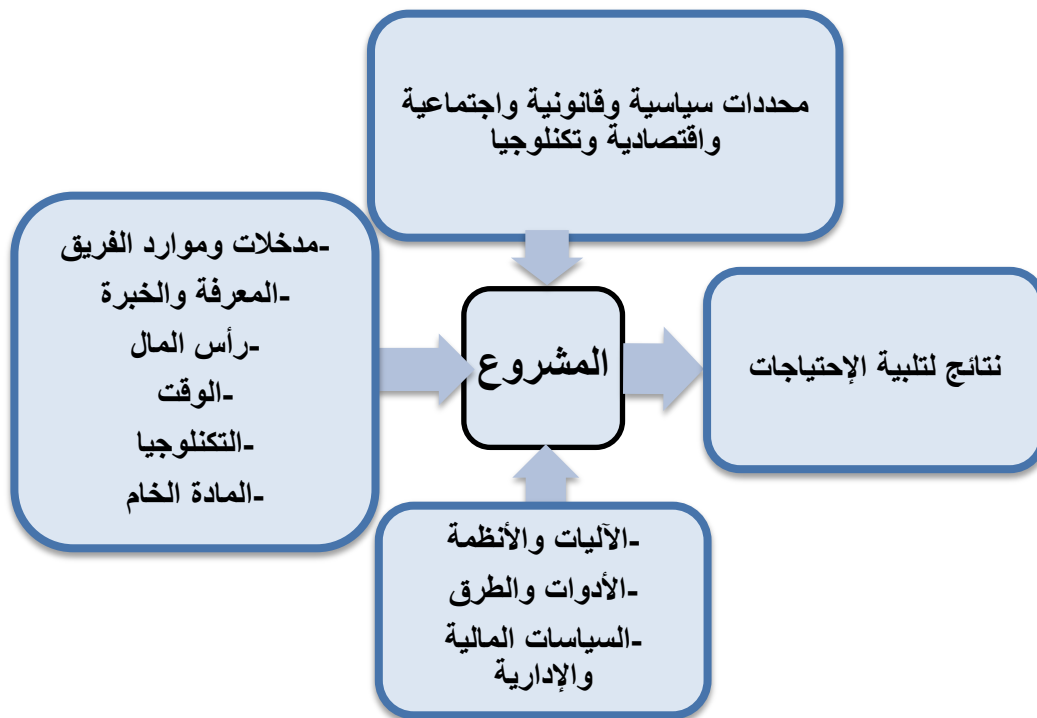 محددات سياسية وقانونية واجتماعية
واقتصادية وتكنلوجيا
-مدخلات وموارد الفريق
-المعرفة والخبرة
-رأس المال
-الوقت
-التكنلوجيا
-المادة الخام
المشروع
نتائج لتلبية الإحتياجات
-الآليات والأنظمة
-الأدوات والطرق
-السياسات المالية
والإدارية